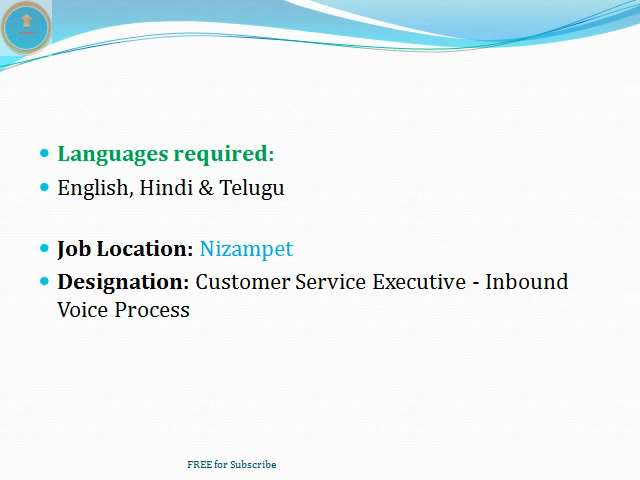 Languages required:
English, Hindi & Telugu
Job Location: Nizampet
Designation: Customer Service Executive - Inbound
Voice Process
FREE for Subscribe